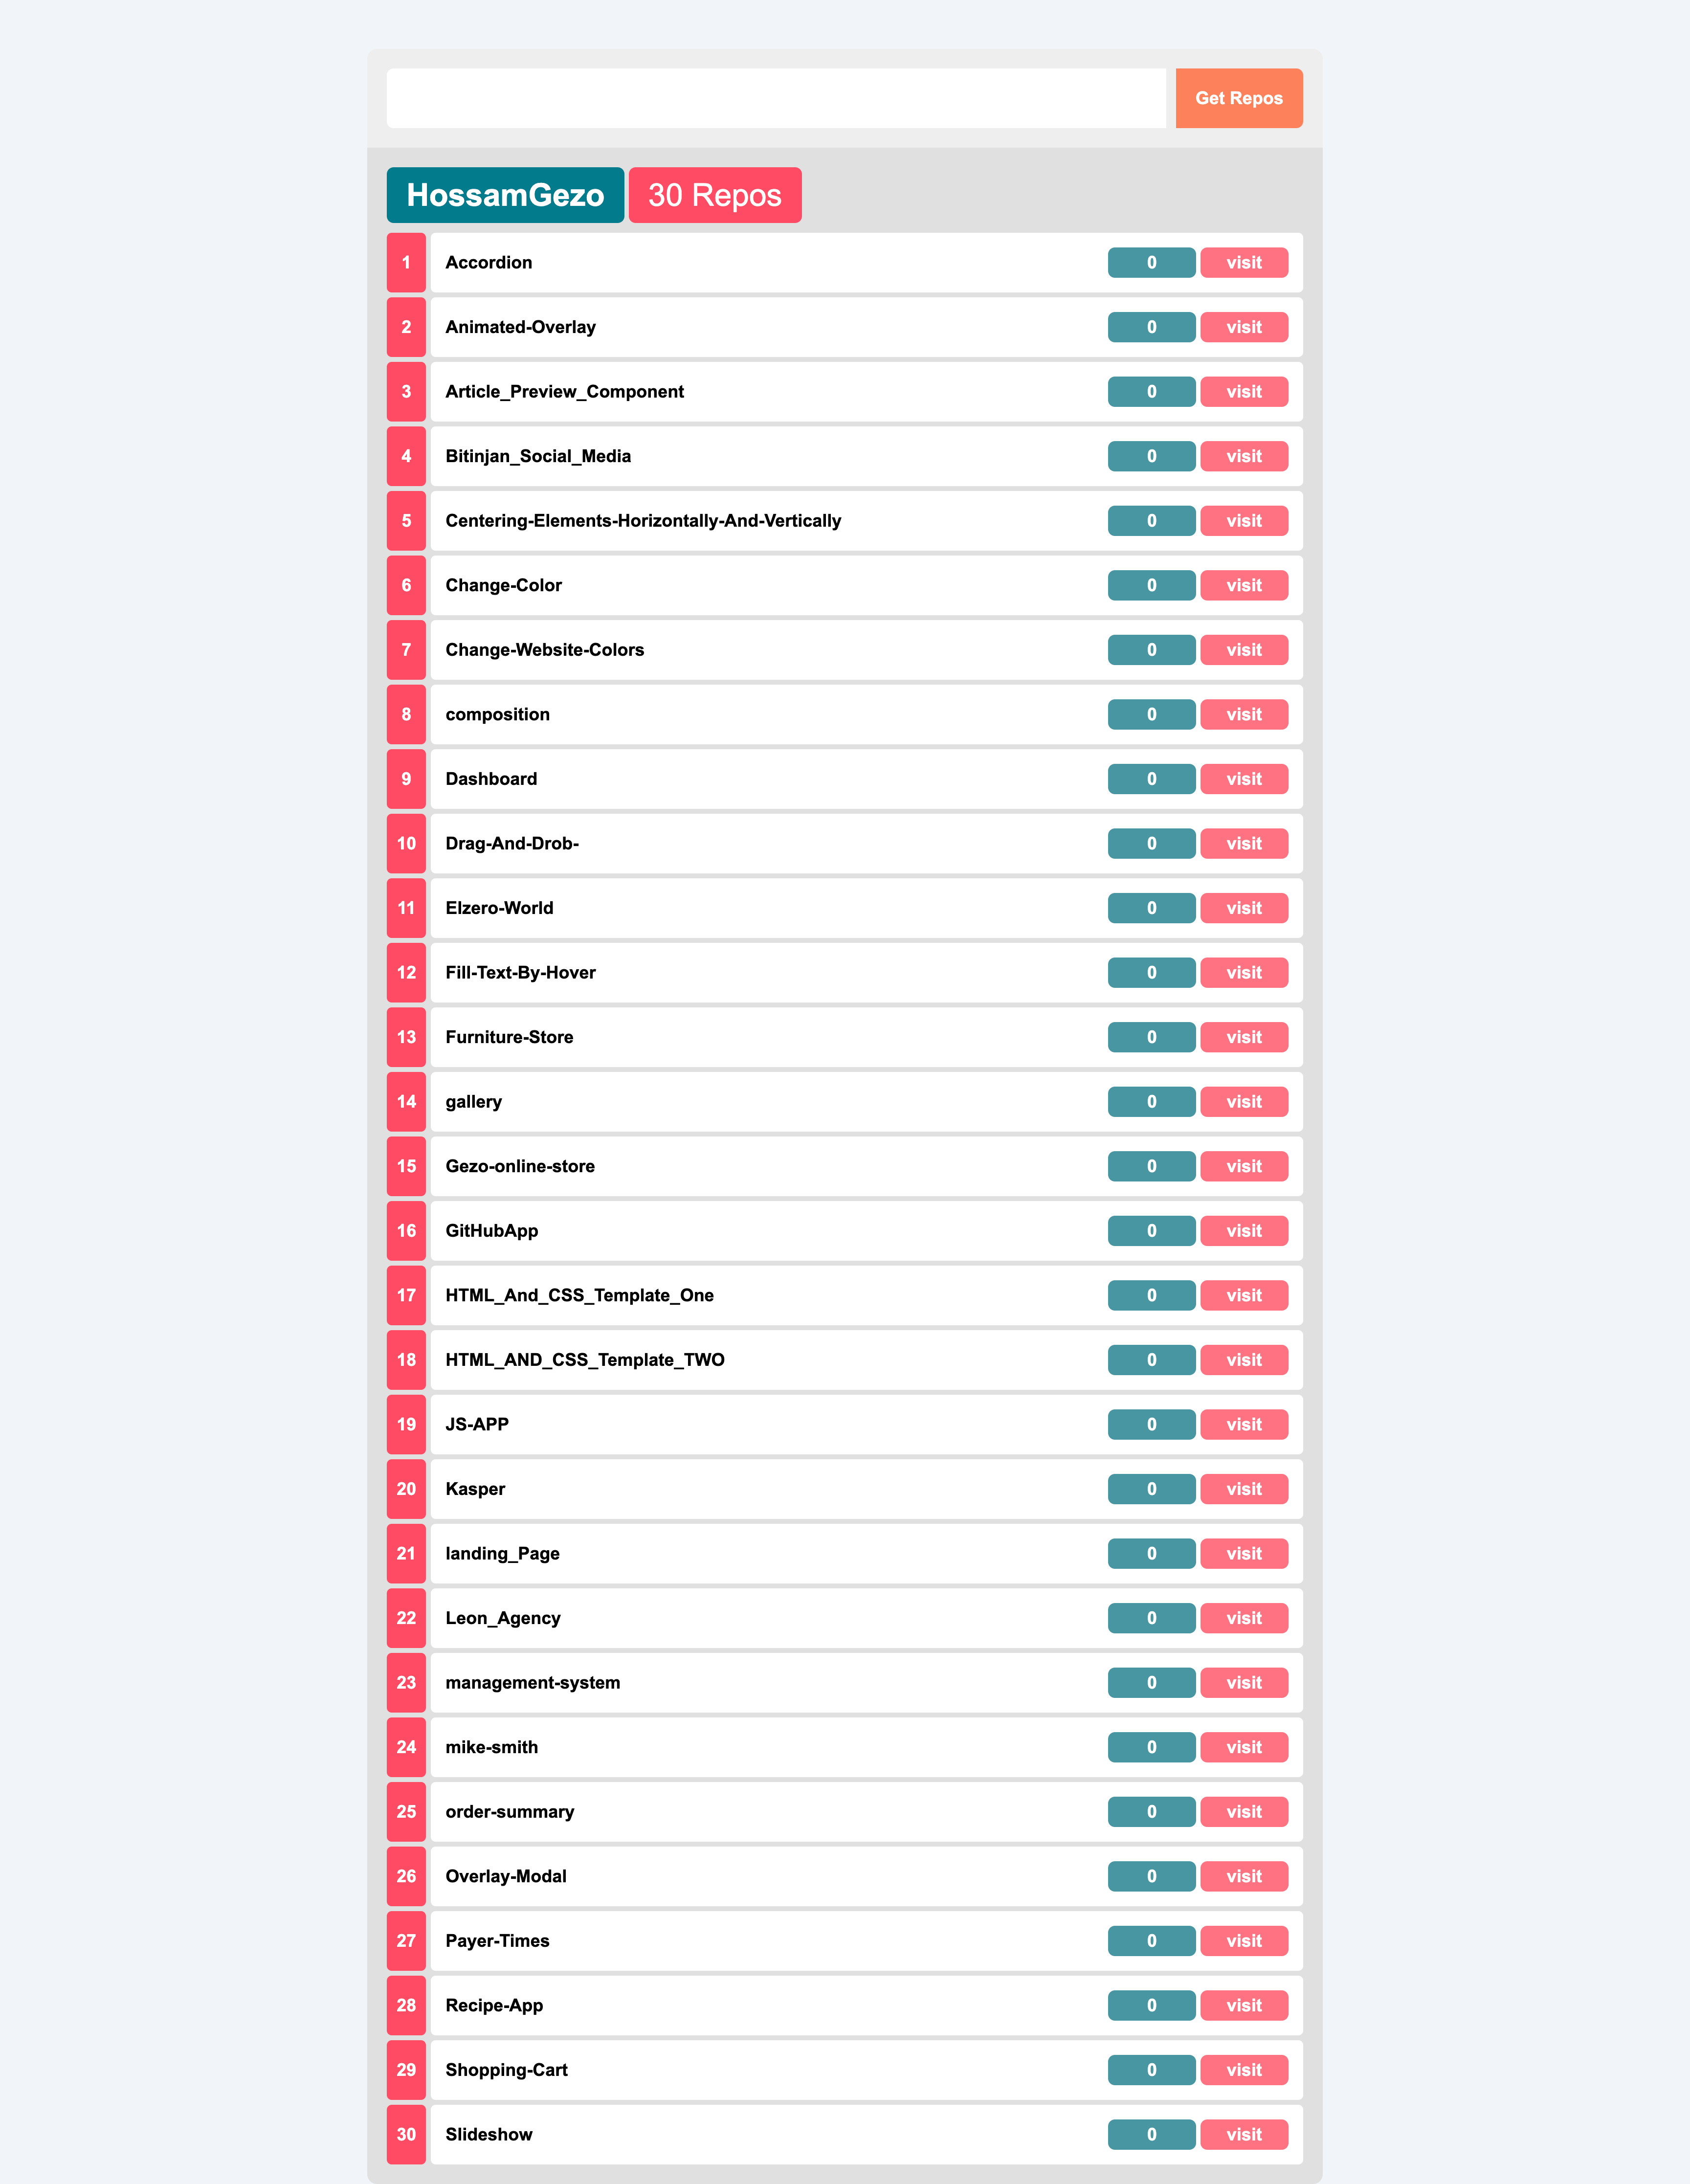 Get Repos
HossamGezo 30 Repos
1 Accordion 0 visit
2 Animated-Overlay 0 visit
3 Article_Preview_Component 0 visit
4 Bitinjan_Social_Media 0 visit
5 Centering-Elements-Horizontally-And-Vertically 0 visit
6 Change-Color 0 visit
7 Change-Website-Colors 0 visit
8 composition 0 visit
9 Dashboard 0 visit
10 Drag-And-Drob- 0 visit
11 Elzero-World 0 visit
12 Fill-Text-By-Hover 0 visit
13 Furniture-Store 0 visit
14 gallery 0 visit
15 Gezo-online-store 0 visit
16 GitHubApp 0 visit
17 HTML_And_CSS_Template_One 0 visit
18 HTML_AND_CSS_Template_TWO 0 visit
19 JS-APP 0 visit
20 Kasper 0 visit
21 landing_Page 0 visit
22 Leon_Agency 0 visit
23 management-system 0 visit
24 mike-smith 0 visit
25 order-summary 0 visit
26 Overlay-Modal 0 visit
27 Payer-Times 0 visit
28 Recipe-App 0 visit
29 Shopping-Cart 0 visit
30 Slideshow 0 visit